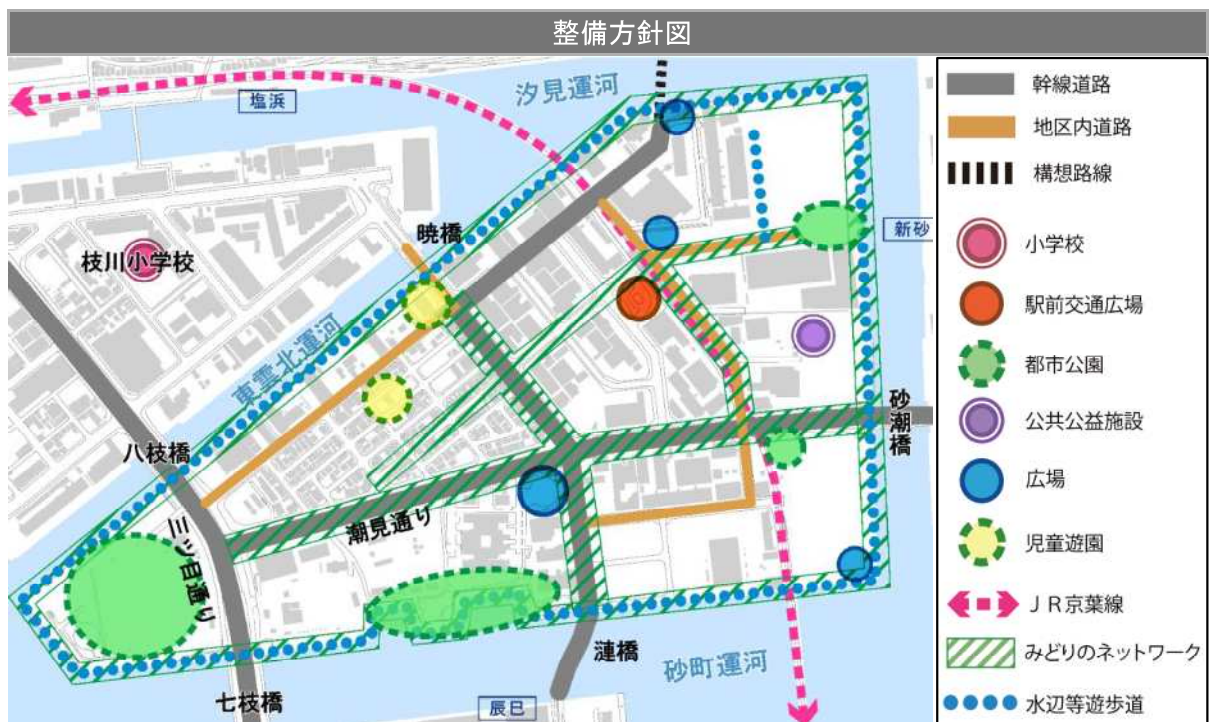 整備方針図
汐見運河
塩浜
暁橋
新砂
枝川小学校
東雲北運河
砂潮橋
八枝橋
潮見通り
三ツ目通り
漣橋
砂町運河
七枝橋
辰巳
幹線道路
地区内道路
構想路線
小学校
駅前交通広場
都市公園
公共公益施設
広場
児童遊園
ＪＲ京葉線
みどりのネットワーク
水辺等遊歩道